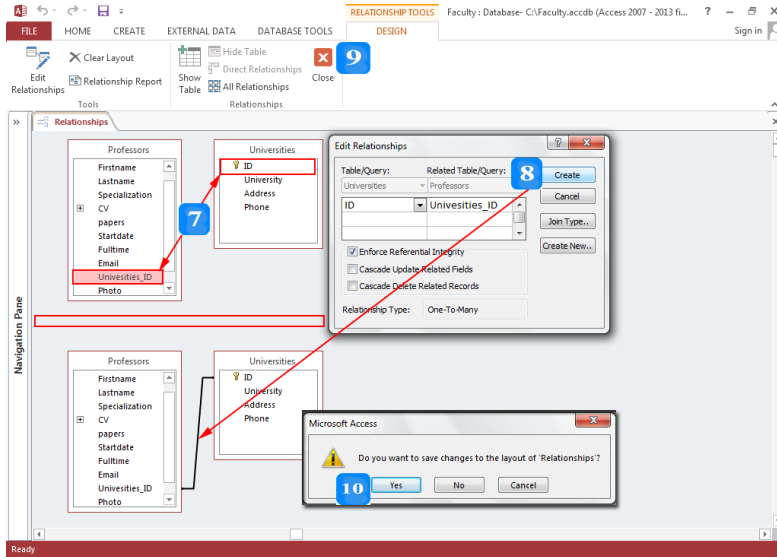 RELATIONSHIP TOOLS Faculty : Database- C:\Faculty.accdb (Access 2007 - 2013 fi... ?
FILE HOME CREATE EXTERNAL DATA DATABASE TOOLS DESIGN Sign in
Edit Relationships
Clear Layout
Relationship Report
Tools
Show Table
Hide Table
Direct Relationships
All Relationships
Relationships
Close
9
Relationships
Navigation Pane
Professors
Firstname
Lastname
Specialization
CV
papers
Startdate
Fulltime
Email
Univesities_ID
Photo
7
Universities
ID
University
Address
Phone
Edit Relationships
Table/Query: Related Table/Query:
Universities Professors
ID Univesities_ID
Enforce Referential Integrity
Cascade Update Related Fields
Cascade Delete Related Records
Relationship Type: One-To-Many
8
Create
Cancel
Join Type..
Create New..
Professors
Firstname
Lastname
Specialization
CV
papers
Startdate
Fulltime
Email
Univesities_ID
Photo
Universities
ID
University
Address
Phone
Microsoft Access
Do you want to save changes to the layout of 'Relationships'?
10 Yes No Cancel
Ready